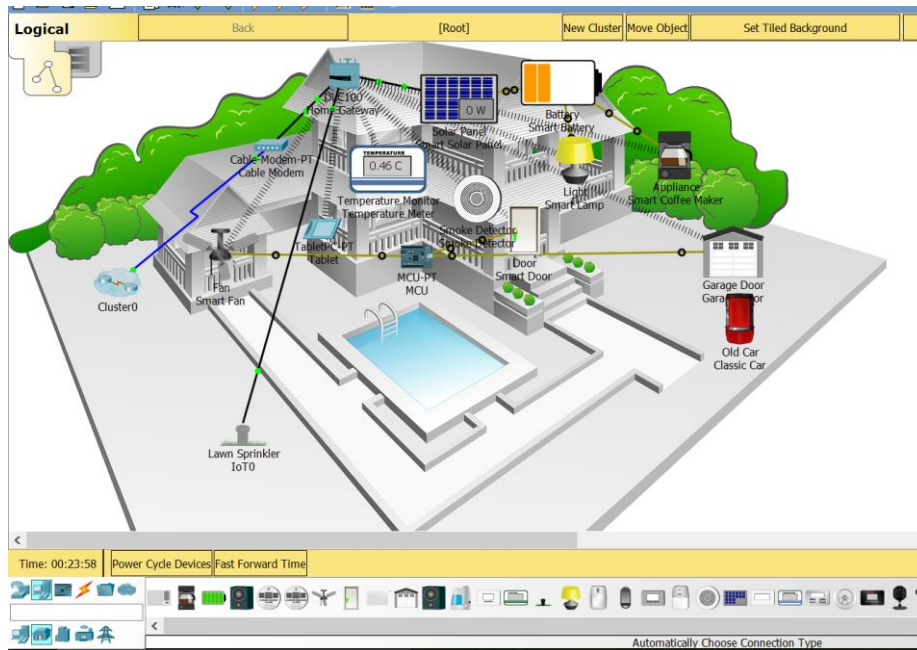 Logical
Back
[Root]
New Cluster
Move Object
Set Tiled Background
DLC100
Home Gateway
0 W
Solar Panel
Smart Solar Panel
Battery
Smart Battery
Cable-Modem-PT
Cable Modem
TEMPERATURE
0.46 C
Temperature Monitor
Temperature Meter
Light
Smart Lamp
Appliance
Smart Coffee Maker
Smoke Detector
Smoke Detector
TabletPC-PT
Tablet
MCU-PT
MCU
Door
Smart Door
Fan
Smart Fan
Cluster0
Garage Door
Old Car
Classic Car
Lawn Sprinkler
IoT0
Time: 00:23:58
Power Cycle Devices
Fast Forward Time
Automatically Choose Connection Type